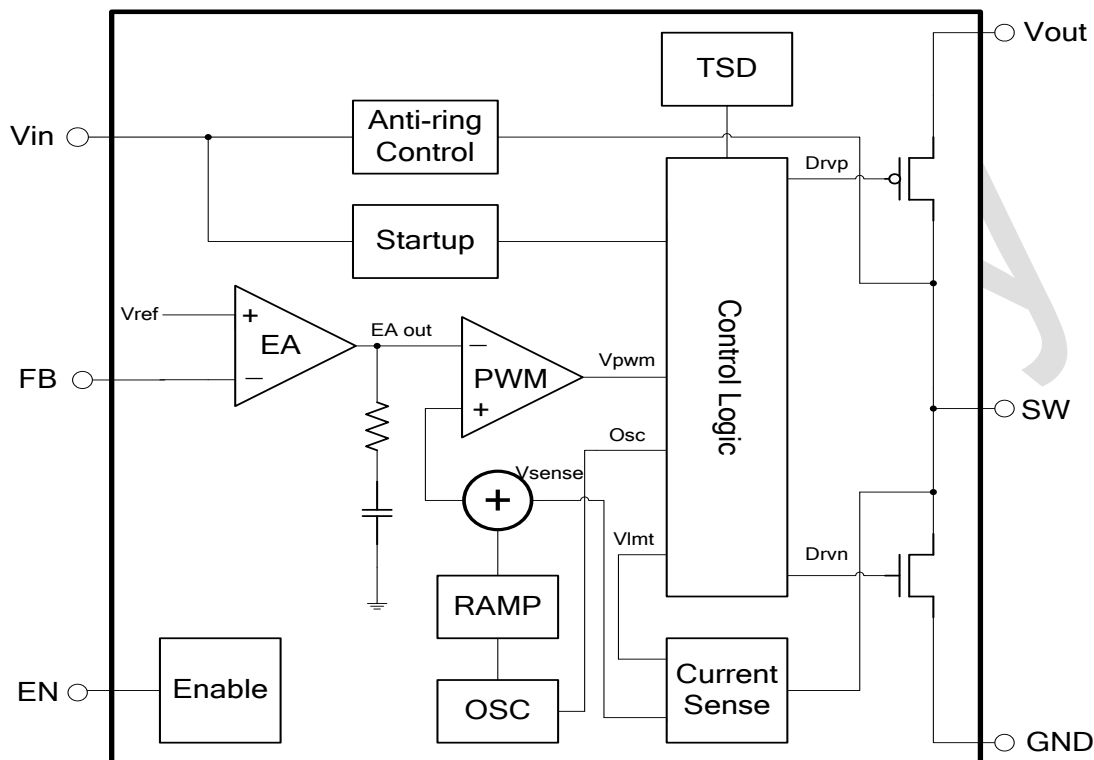 Vout
TSD
Vin
Anti-ring
Control
Drvp
Startup
Vref
+
EA
−
EA out
FB
−
PWM
+
Vpwm
Control Logic
SW
Osc
Vsense
+
Vlmt
Drvn
RAMP
EN
Enable
OSC
Current
Sense
GND
y